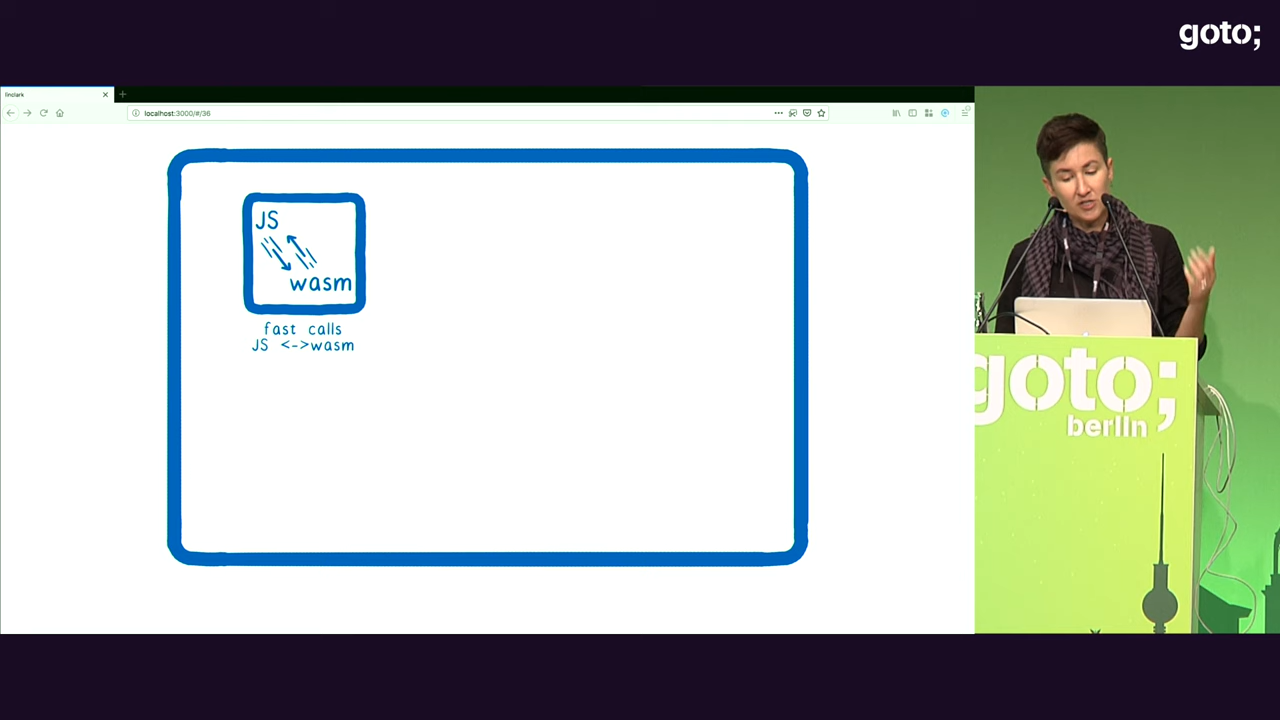 goto;
linclark
localhost:3000/#/36
JS
wasm
fast calls
JS <->wasm
goto;
berlin